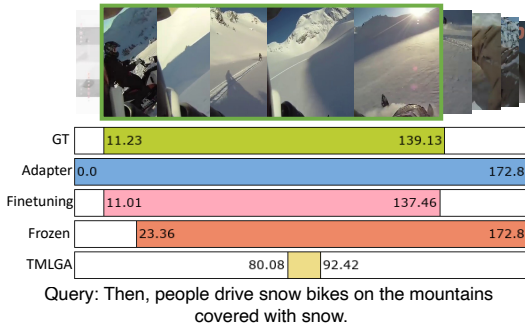 GT 11.23 139.13
Adapter 0.0 172.8
Finetuning 11.01 137.46
Frozen 23.36 172.8
TMLGA 80.08 92.42
Query: Then, people drive snow bikes on the mountains
covered with snow.